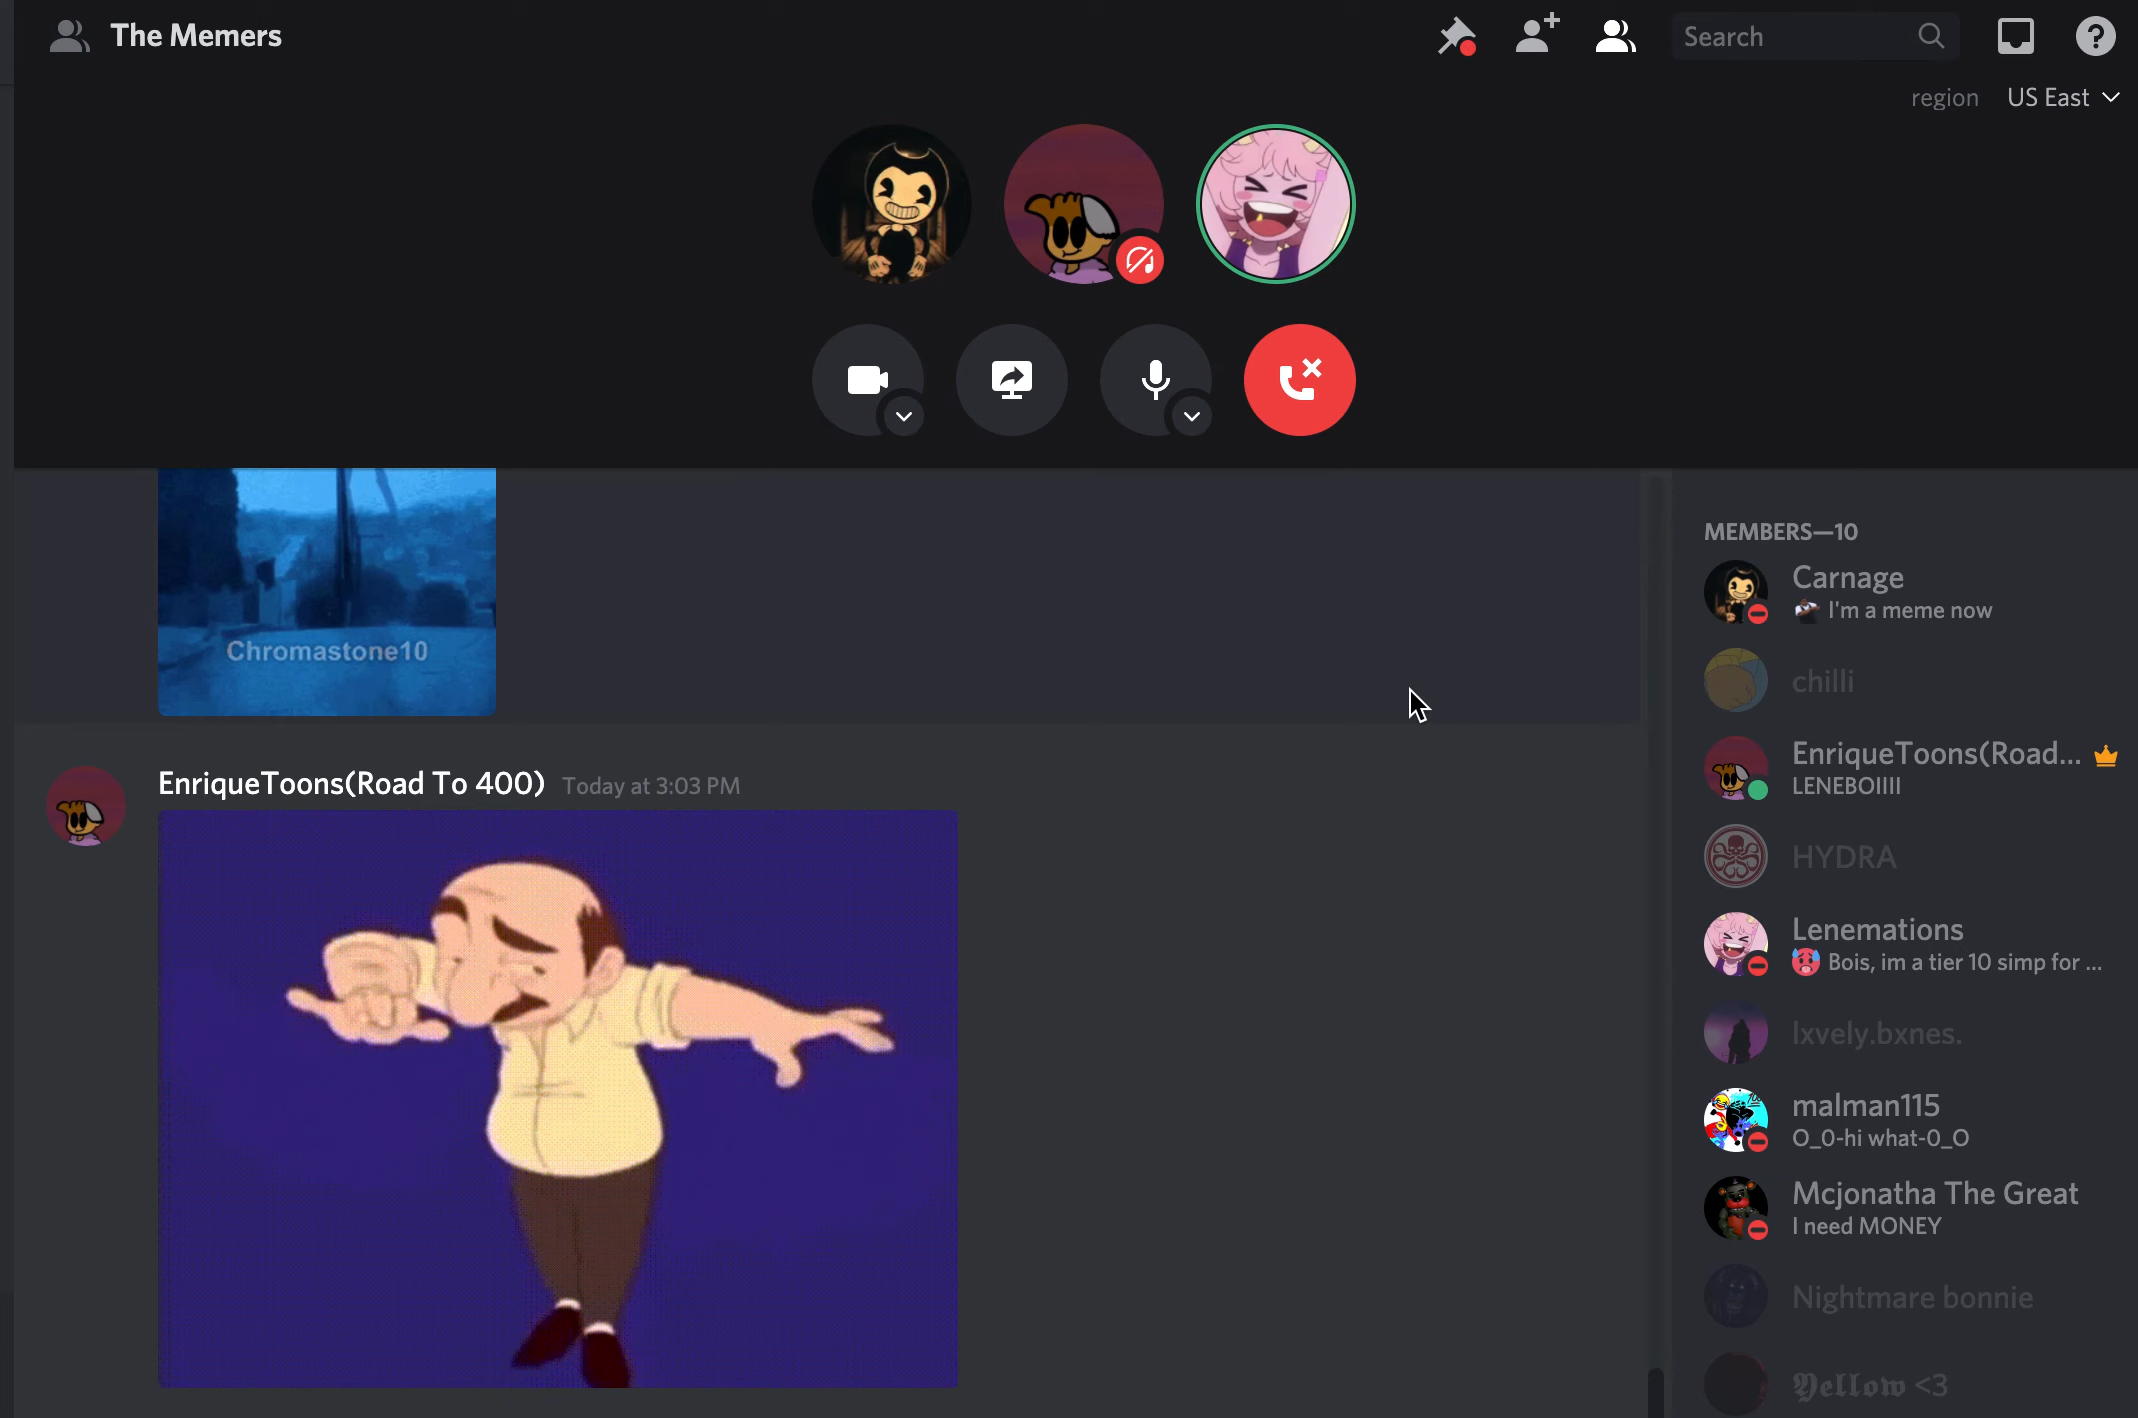 The Memers
Search
region US East
Chromastone10
EnriqueToons(Road To 400) Today at 3:03 PM
MEMBERS—10
Carnage
I'm a meme now
chilli
EnriqueToons(Road...
LENEBOIIII
HYDRA
Lenemations
Bois, im a tier 10 simp for ...
lxvely.bxnes.
malman115
O_0-hi what-0_O
Mcjonatha The Great
I need MONEY
Nightmare bonnie
𝖄𝖊𝖑𝖑𝖔𝖜 <3